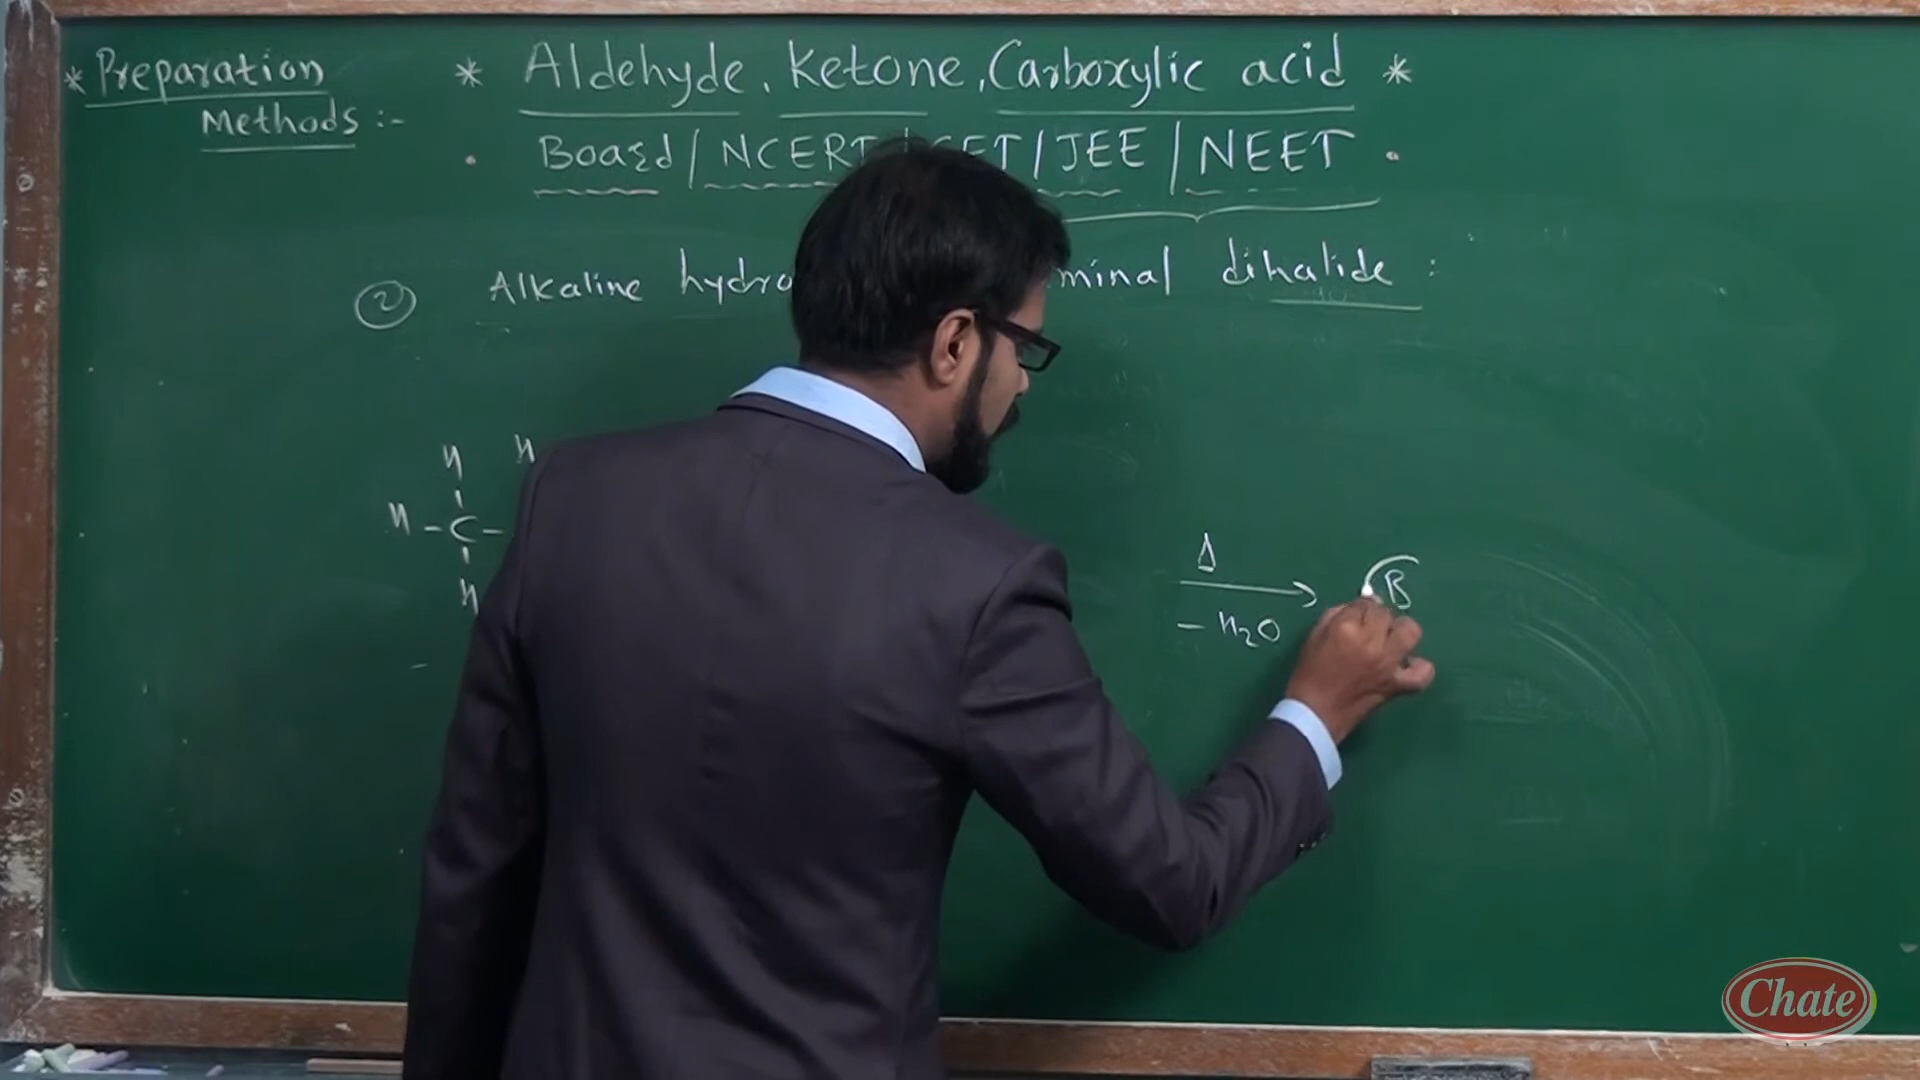 * Preparation
Methods :-
* Aldehyde, Ketone, Carboxylic acid *
. Board / NCERT / CET / JEE / NEET .
② Alkaline hydro minal dihalide :
H H
H - C -
H
Δ
- H2O
B
Chate